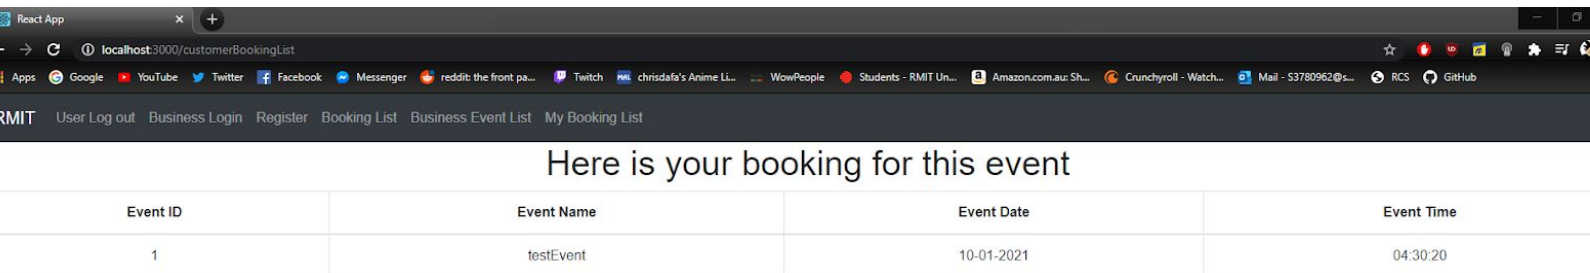 React App
localhost:3000/customerBookingList
Apps Google YouTube Twitter Facebook Messenger reddit: the front pa... Twitch MAL chrisdafa's Anime Li... WowPeople Students - RMIT Un... Amazon.com.au: Sh... Crunchyroll - Watch... Mail - S3780962@s... RCS GitHub
RMIT User Log out Business Login Register Booking List Business Event List My Booking List
Here is your booking for this event
Event ID Event Name Event Date Event Time
1 testEvent 10-01-2021 04:30:20